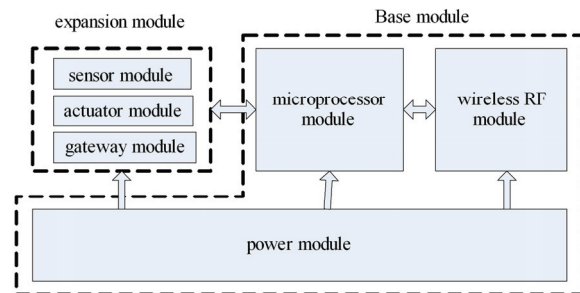 Base module
expansion module
sensor module
actuator module
gateway module
microprocessor
module
wireless RF
module
power module